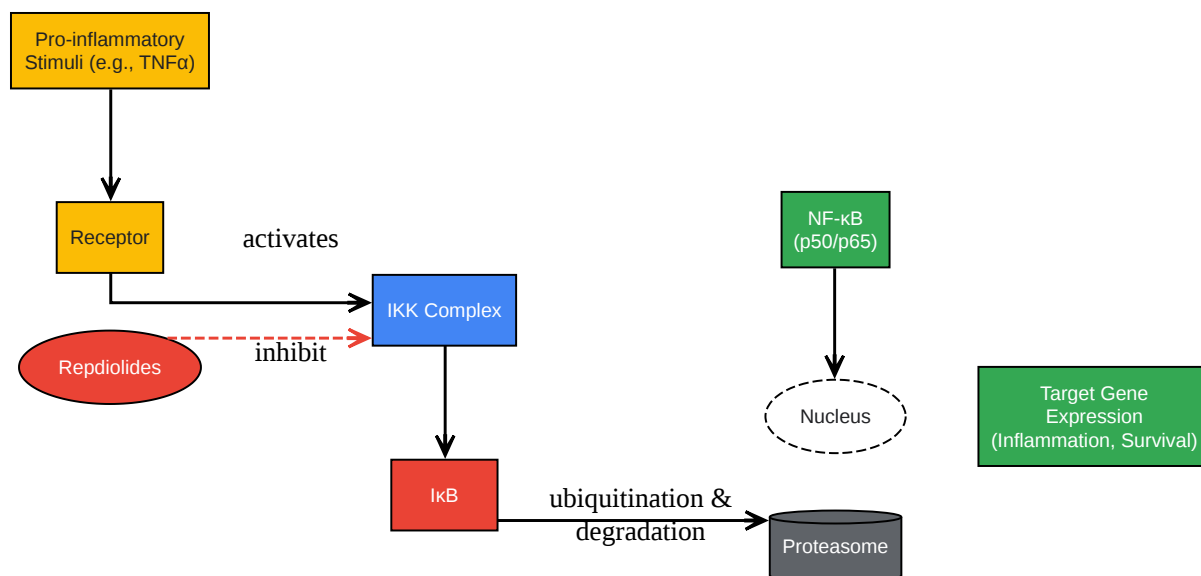 Pro-inflammatory
Stimuli (e.g., TNFα)
Receptor
activates
NF-κB
(p50/p65)
IKK Complex
inhibit
Repdiolides
Nucleus
Target Gene
Expression
(Inflammation, Survival)
IκB
ubiquitination &
degradation
Proteasome